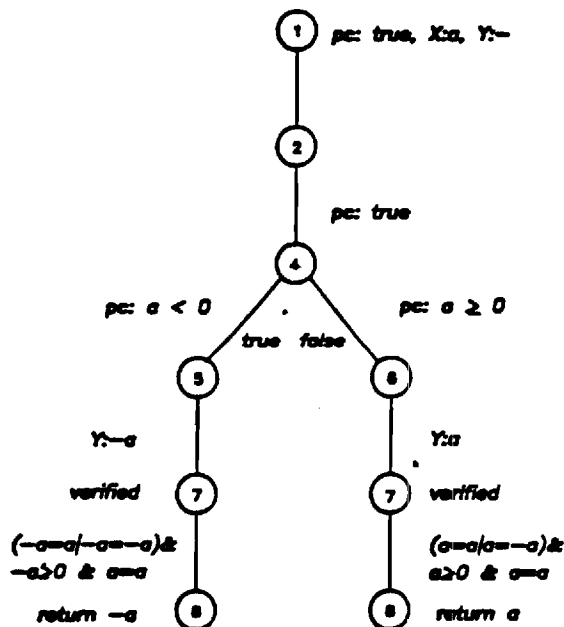 1 pc: true, X:a, Y:—
2
pc: true
4
pc: a < 0 pc: a ≥ 0
true false
5 6
Y:—a Y:a
verified 7 7 verified
(—a=a/—a=—a)& (a=a/a=—a)&
—a≥0 & a=a a≥0 & a=a
return —a 8 8 return a